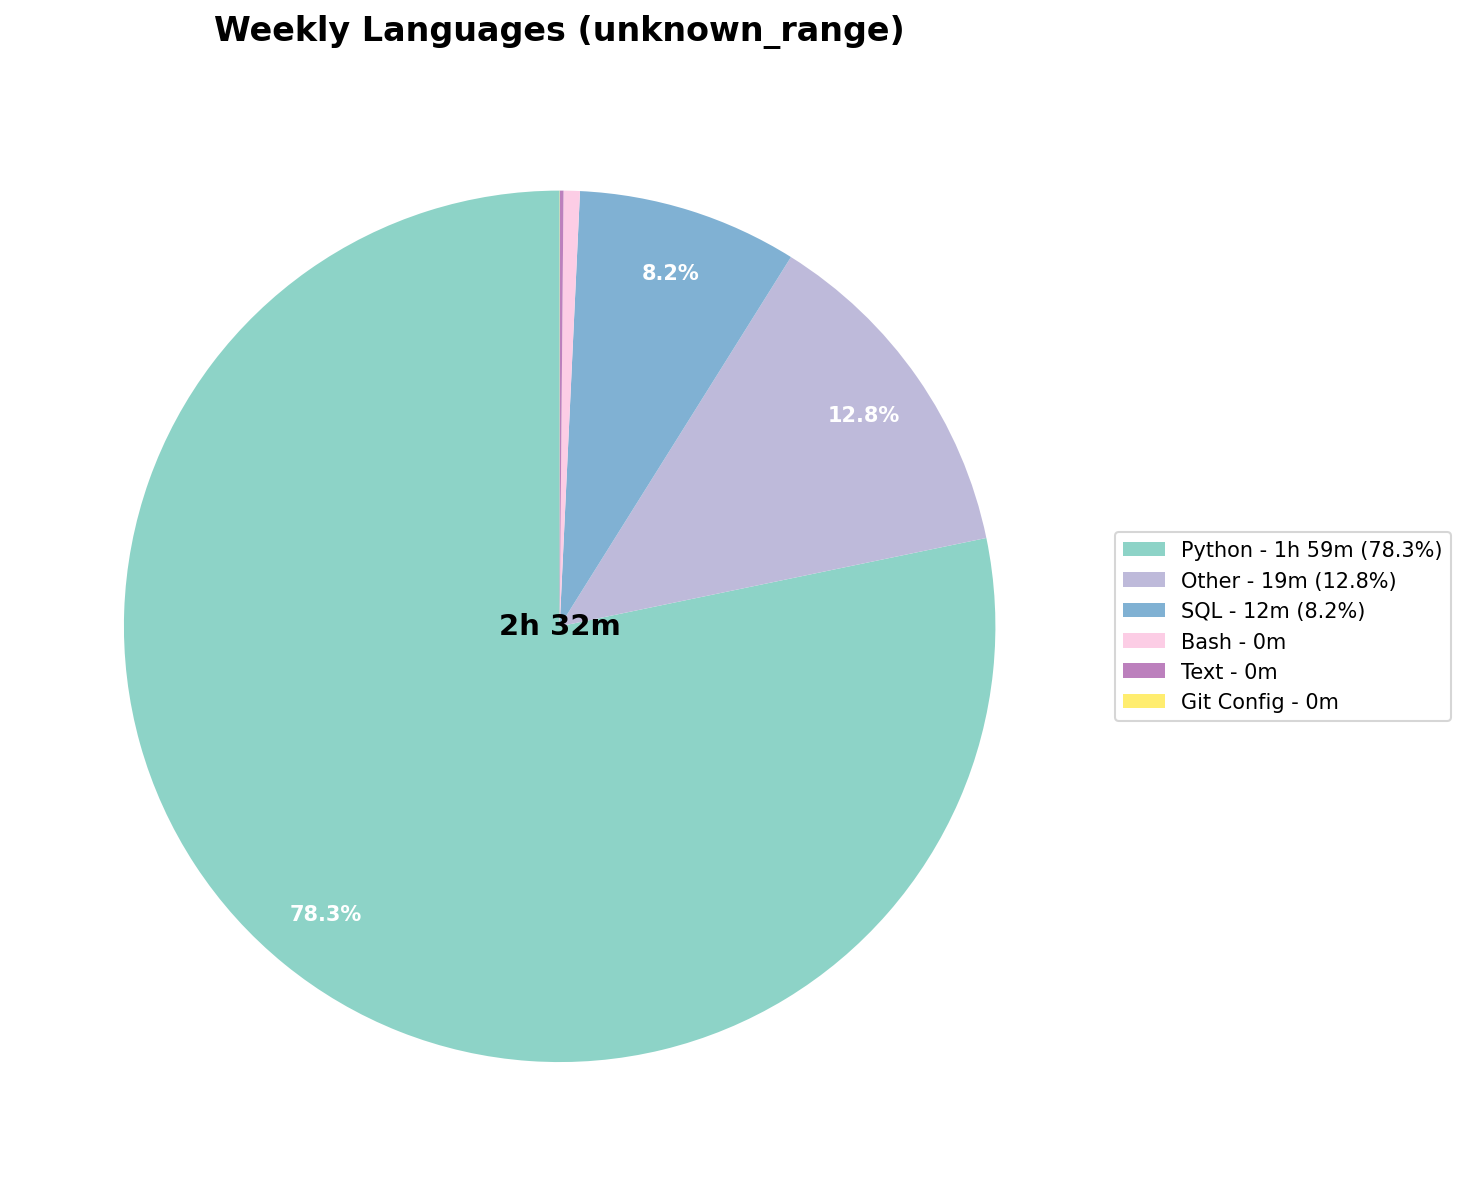 Weekly Languages (unknown_range)
8.2%
12.8%
2h 32m
78.3%
Python - 1h 59m (78.3%)
Other - 19m (12.8%)
SQL - 12m (8.2%)
Bash - 0m
Text - 0m
Git Config - 0m